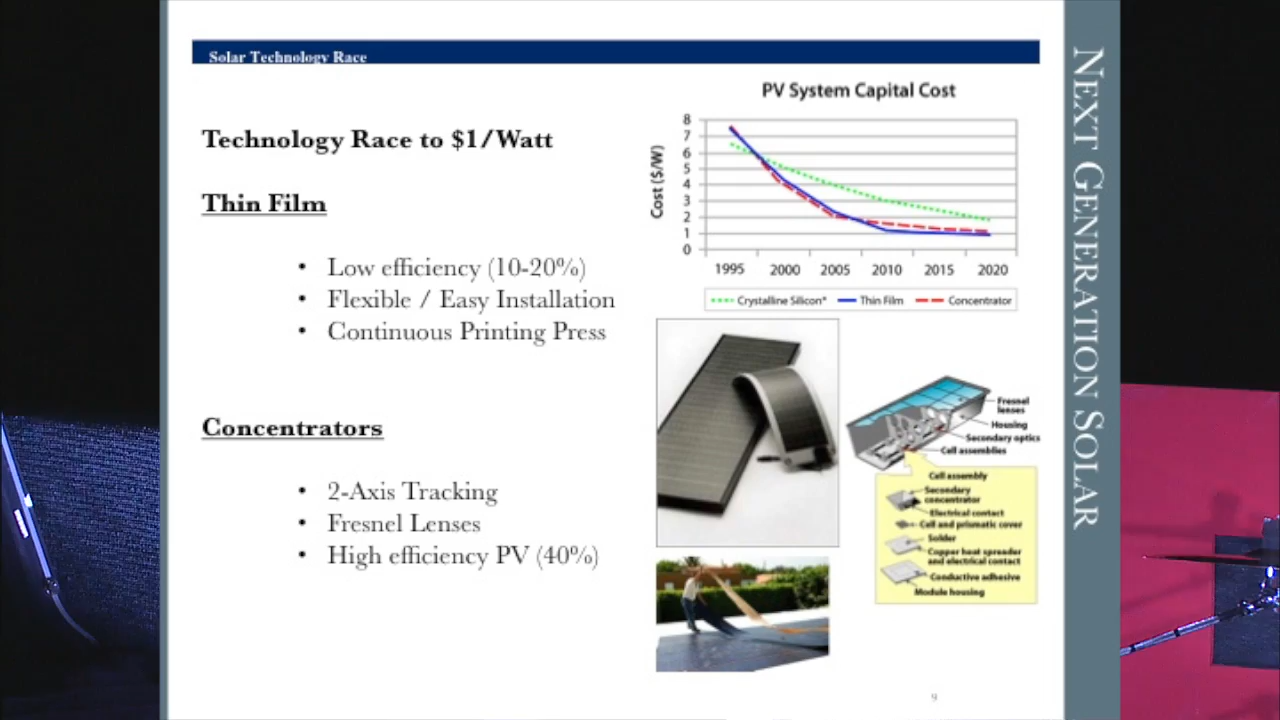 Solar Technology Race
Technology Race to $1/Watt
Thin Film
• Low efficiency (10-20%)
• Flexible / Easy Installation
• Continuous Printing Press
Concentrators
• 2-Axis Tracking
• Fresnel Lenses
• High efficiency PV (40%)
PV System Capital Cost
Cost ($/W)
8
7
6
5
4
3
2
1
0
1995 2000 2005 2010 2015 2020
Crystalline Silicon* Thin Film Concentrator
Fresnel
lenses
Housing
Secondary optics
Cell assemblies
Cell assembly
Secondary
concentrator
Electrical contact
Cell and prismatic cover
Solder
Copper heat spreader
and electrical contact
Conductive adhesive
Module housing
9
NEXT GENERATION SOLAR